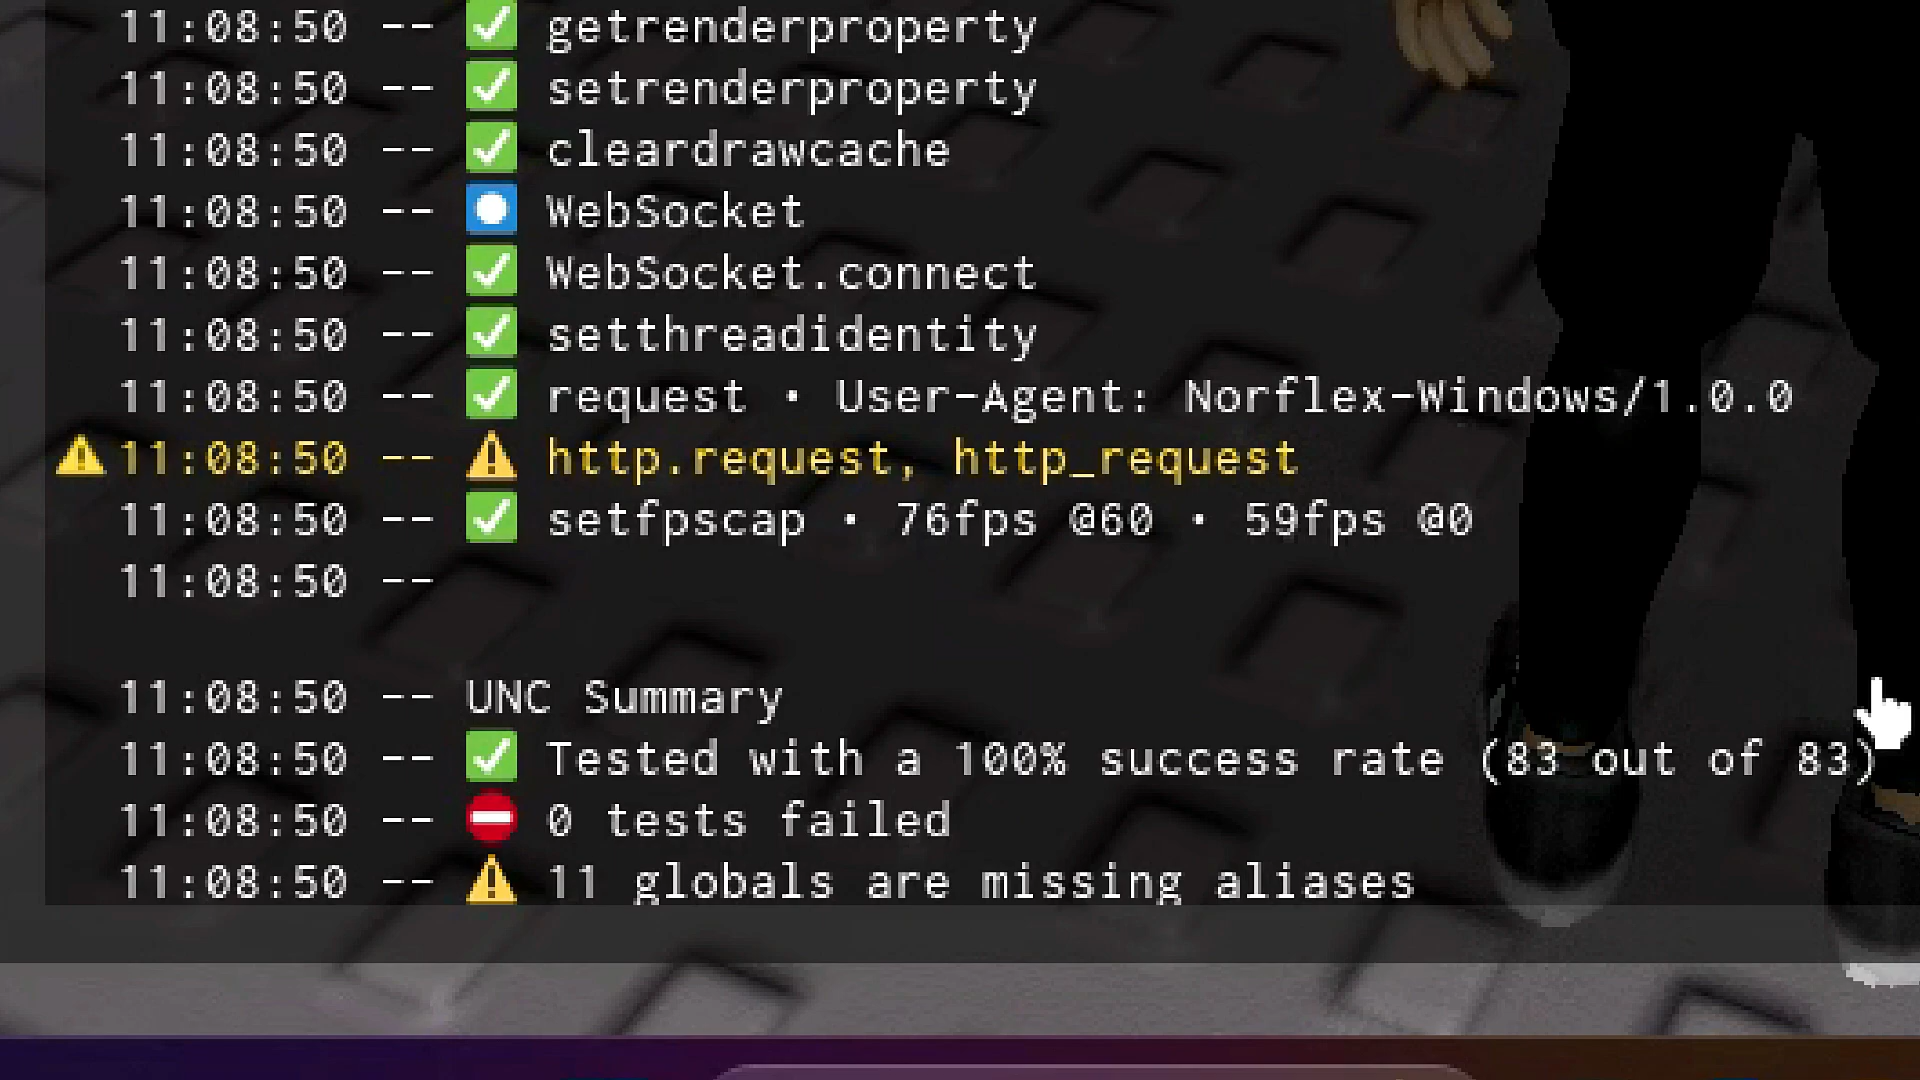 11:08:50 -- ✅ getrenderproperty
11:08:50 -- ✅ setrenderproperty
11:08:50 -- ✅ cleardrawcache
11:08:50 -- ⏺️ WebSocket
11:08:50 -- ✅ WebSocket.connect
11:08:50 -- ✅ setthreadidentity
11:08:50 -- ✅ request • User-Agent: Norflex-Windows/1.0.0
⚠️ 11:08:50 -- ⚠️ http.request, http_request
11:08:50 -- ✅ setfpscap • 76fps @60 • 59fps @0
11:08:50 --
11:08:50 -- UNC Summary
11:08:50 -- ✅ Tested with a 100% success rate (83 out of 83)
11:08:50 -- ⛔ 0 tests failed
11:08:50 -- ⚠️ 11 globals are missing aliases